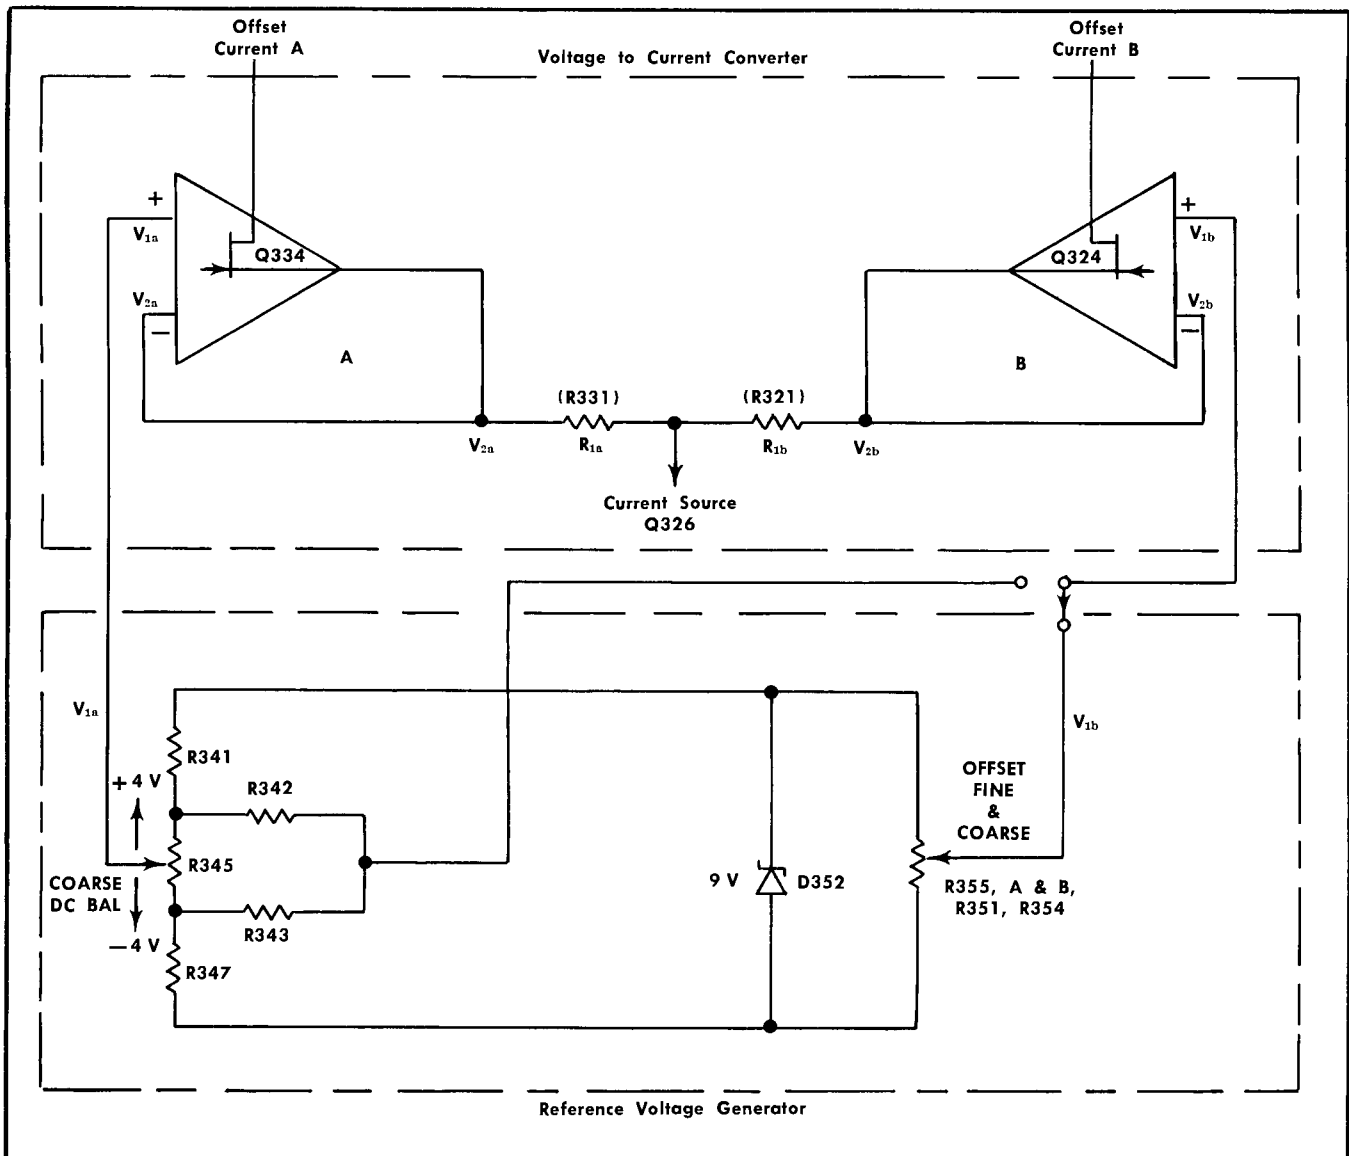 Offset
Current A
Voltage to Current Converter
Offset
Current B
+
V1a
Q334
V2a
−
A
+
V1b
Q324
V2b
−
B
(R331)
(R321)
V2a
R1a
R1b
V2b
Current Source
Q326
V1a
R341
+4 V
R342
R345
COARSE
DC BAL
R343
−4 V
R347
9 V
D352
V1b
OFFSET
FINE
&
COARSE
R355, A & B,
R351, R354
Reference Voltage Generator